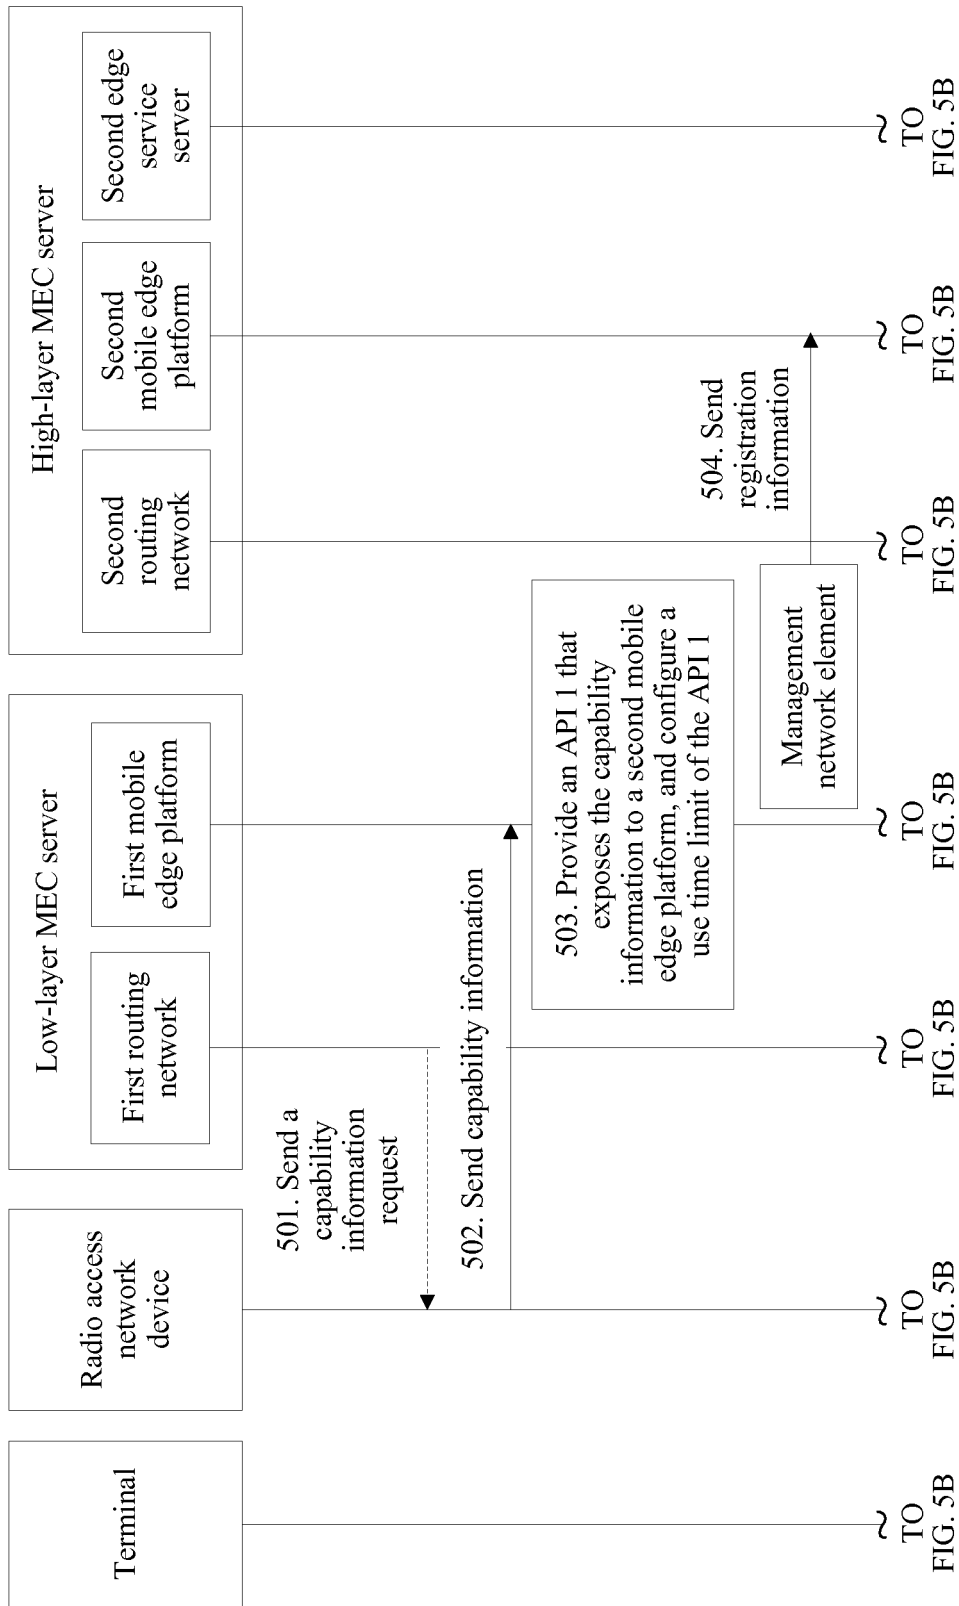 Terminal
Radio access
network
device
Low-layer MEC server
First routing
network
First mobile
edge platform
High-layer MEC server
Second
routing
network
Second
mobile edge
platform
Second edge
service
server
501. Send a
capability
information
request
502. Send capability information
503. Provide an API 1 that
exposes the capability
information to a second mobile
edge platform, and configure a
use time limit of the API 1
504. Send
registration
information
Management
network element
TO
FIG. 5B
TO
FIG. 5B
TO
FIG. 5B
TO
FIG. 5B
TO
FIG. 5B
TO
FIG. 5B
TO
FIG. 5B